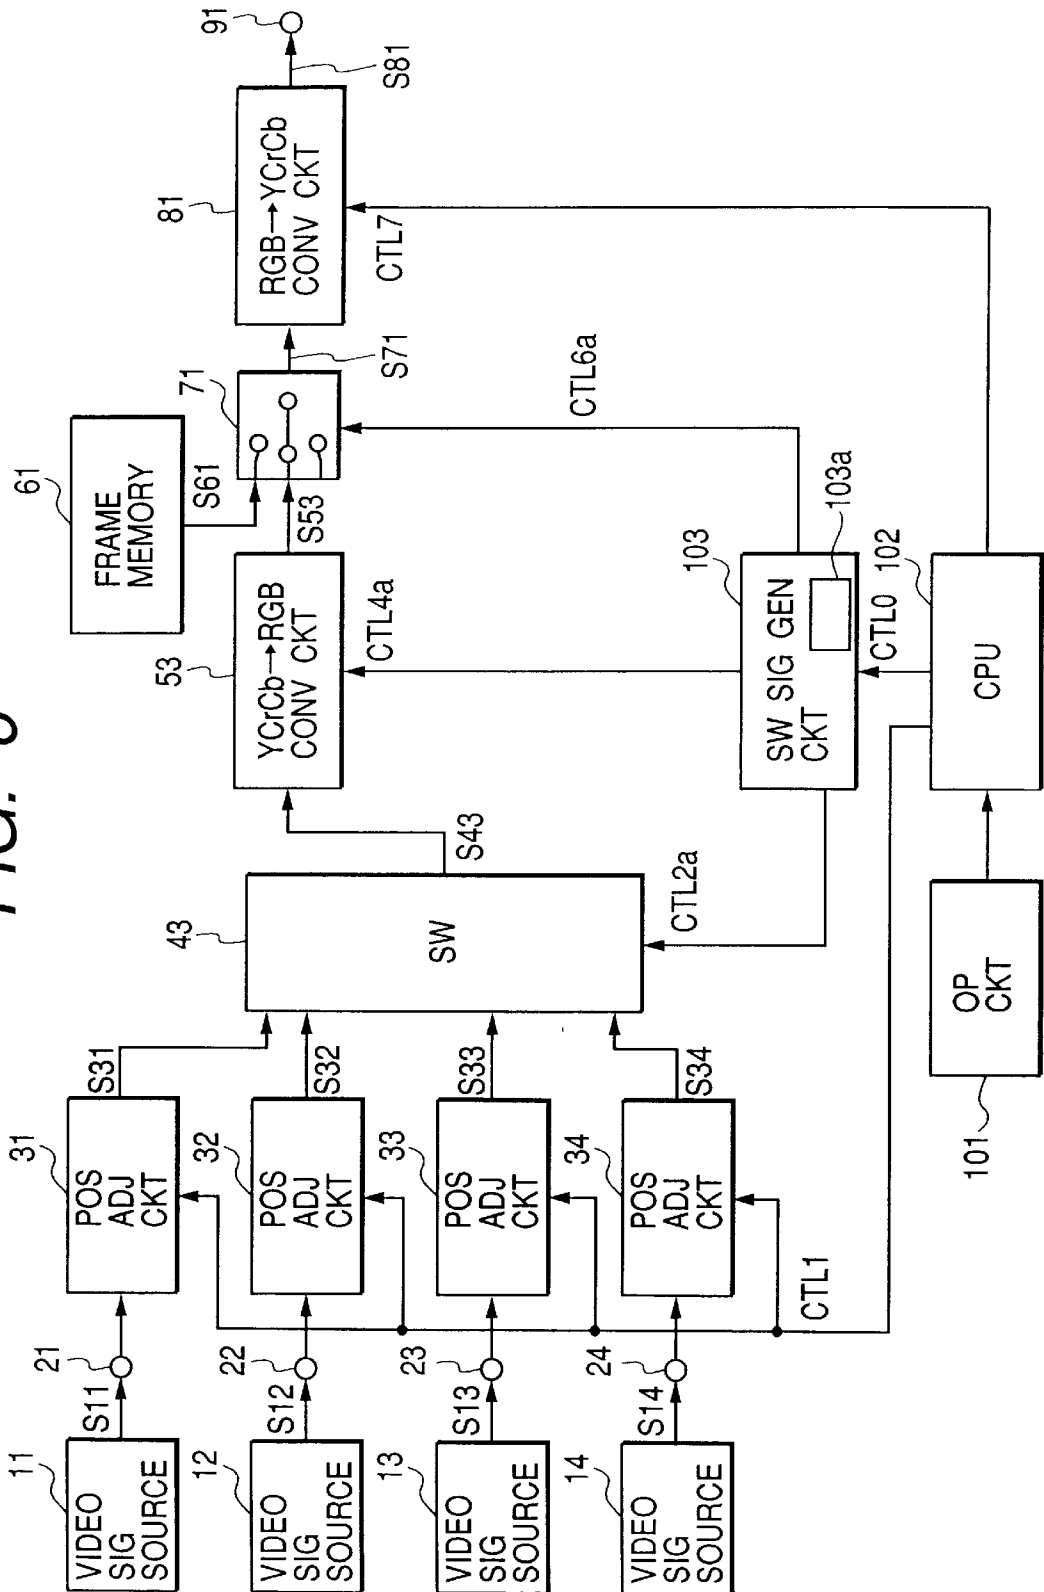 11
VIDEO
SIG
SOURCE
S11
21
31
POS
ADJ
CKT
S31
12
VIDEO
SIG
SOURCE
S12
22
32
POS
ADJ
CKT
S32
13
VIDEO
SIG
SOURCE
S13
23
33
POS
ADJ
CKT
S33
14
VIDEO
SIG
SOURCE
S14
24
34
POS
ADJ
CKT
S34
CTL1
43
SW
S43
CTL2a
53
YCrCb→RGB
CONV CKT
S53
CTL4a
61
FRAME
MEMORY
S61
71
S71
CTL6a
81
RGB→YCrCb
CONV CKT
S81
91
CTL7
103
SW SIG GEN
CKT
103a
CTL0
102
CPU
101
OP
CKT